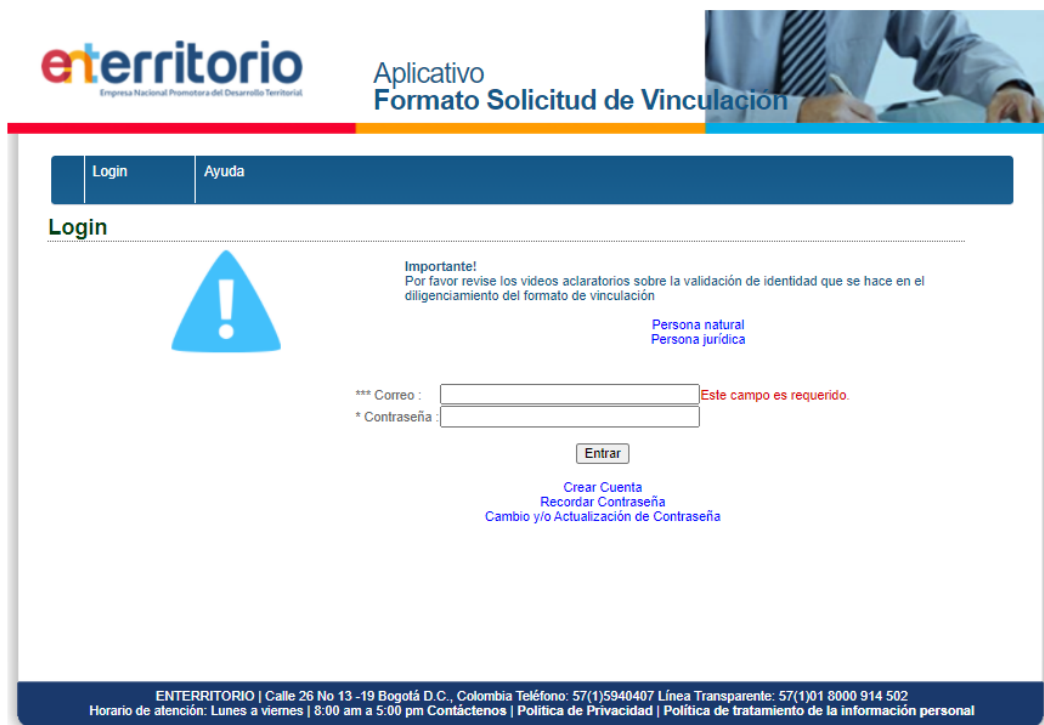 enterritorio
Empresa Nacional Promotora del Desarrollo Territorial
Aplicativo
Formato Solicitud de Vinculación
Login
Ayuda
Login
!
Importante!
Por favor revise los videos aclaratorios sobre la validación de identidad que se hace en el
diligenciamiento del formato de vinculación
Persona natural
Persona jurídica
*** Correo : Este campo es requerido.
* Contraseña :
Entrar
Crear Cuenta
Recordar Contraseña
Cambio y/o Actualización de Contraseña
ENTERRITORIO | Calle 26 No 13 -19 Bogotá D.C., Colombia Teléfono: 57(1)5940407 Línea Transparente: 57(1)01 8000 914 502
Horario de atención: Lunes a viernes | 8:00 am a 5:00 pm Contáctenos | Politica de Privacidad | Política de tratamiento de la información personal